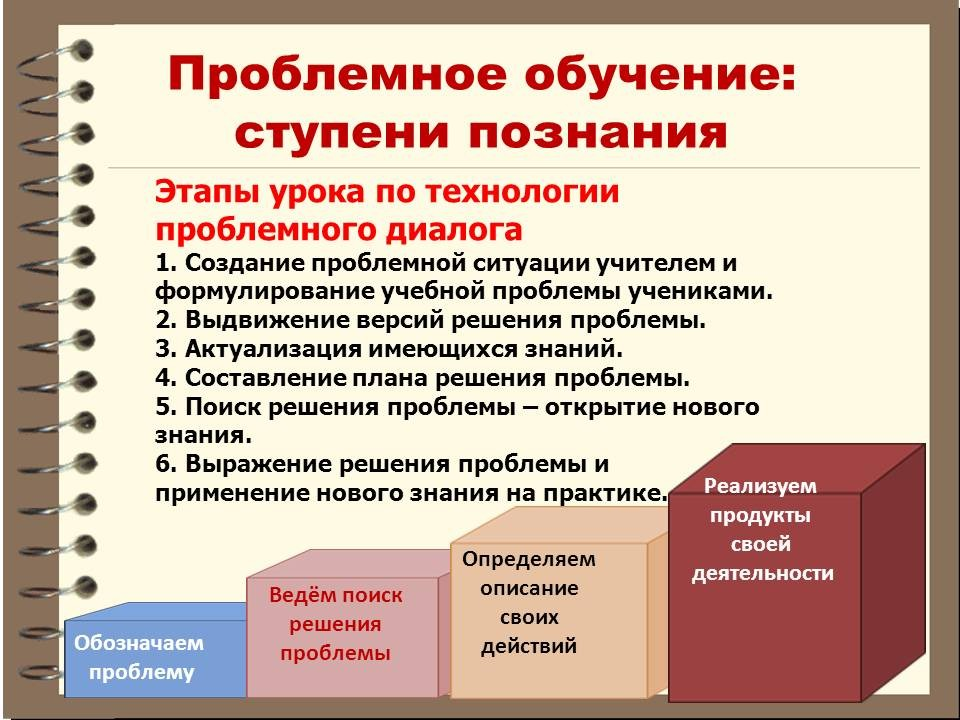 Проблемное обучение:
ступени познания
Этапы урока по технологии
проблемного диалога
1. Создание проблемной ситуации учителем и
формулирование учебной проблемы учениками.
2. Выдвижение версий решения проблемы.
3. Актуализация имеющихся знаний.
4. Составление плана решения проблемы.
5. Поиск решения проблемы – открытие нового
знания.
6. Выражение решения проблемы и
применение нового знания на практике.
Обозначаем
проблему
Ведём поиск
решения
проблемы
Определяем
описание
своих
действий
Реализуем
продукты
своей
деятельности